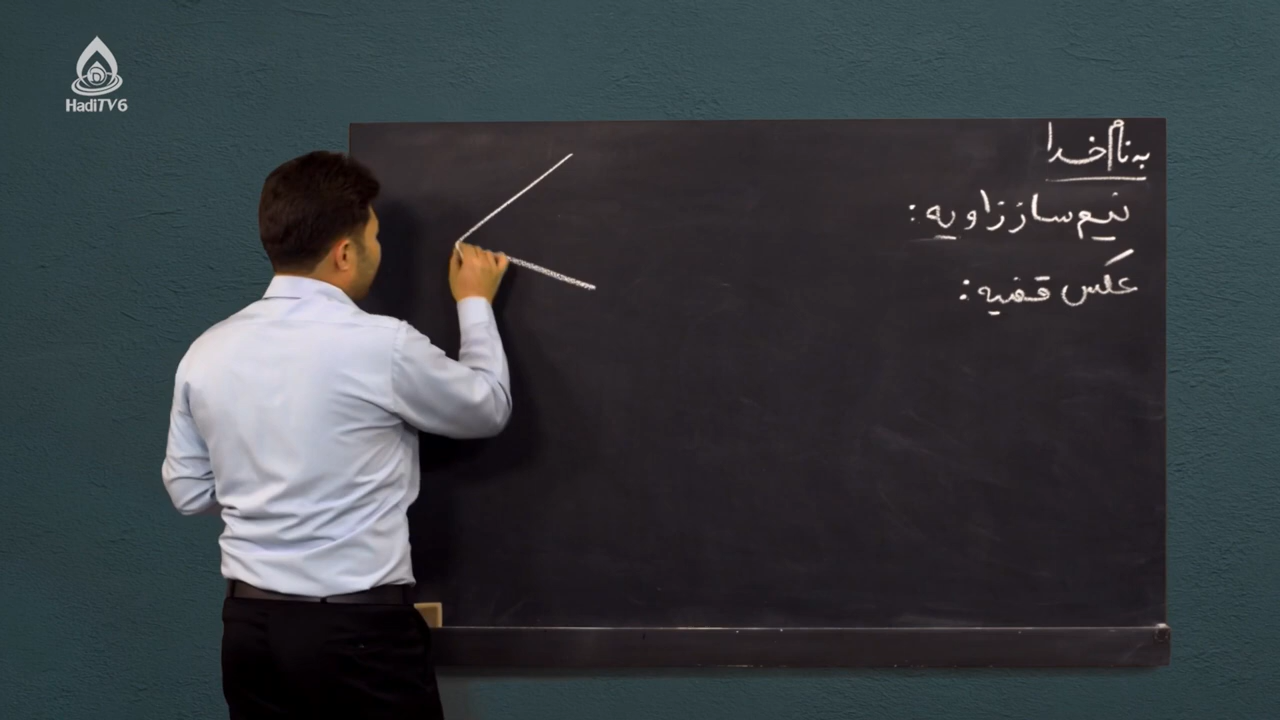 HadiTV6
به نام خدا
نیم ساز زاویه :
عکس قضیه :